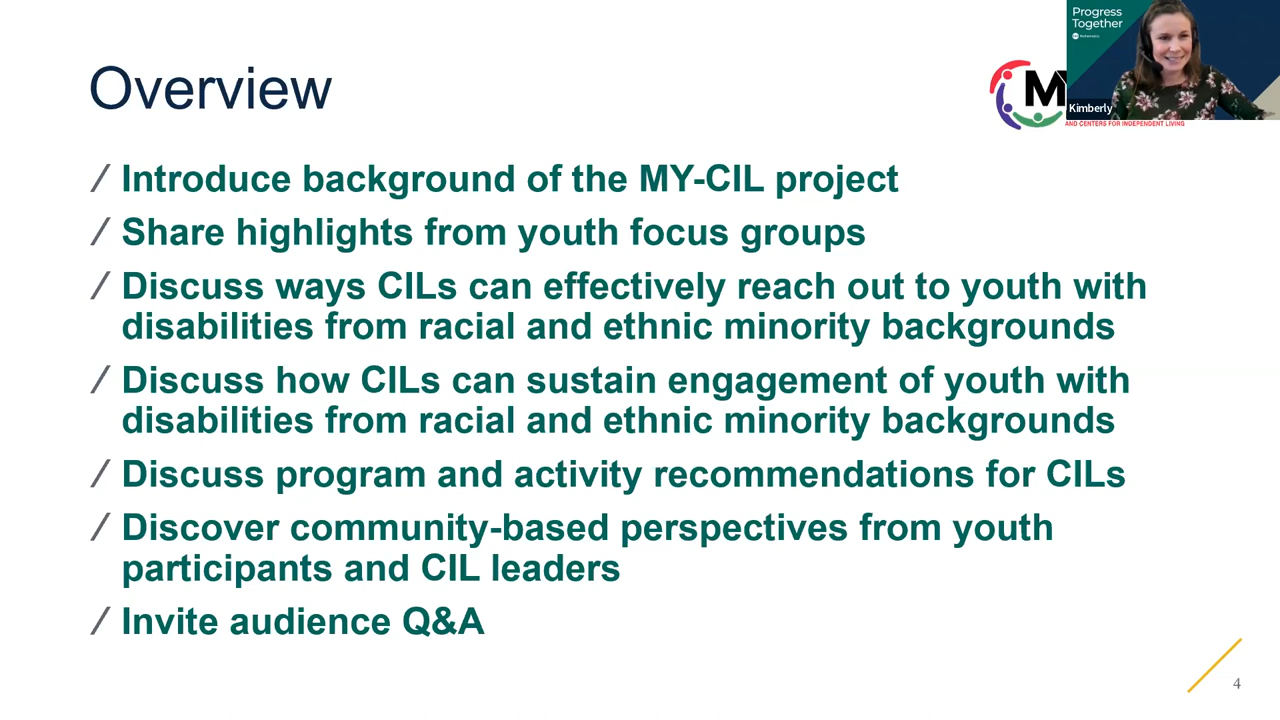 Overview
Progress
Together
Kimberly
MY
AND CENTERS FOR INDEPENDENT LIVING
/ Introduce background of the MY-CIL project
/ Share highlights from youth focus groups
/ Discuss ways CILs can effectively reach out to youth with
disabilities from racial and ethnic minority backgrounds
/ Discuss how CILs can sustain engagement of youth with
disabilities from racial and ethnic minority backgrounds
/ Discuss program and activity recommendations for CILs
/ Discover community-based perspectives from youth
participants and CIL leaders
/ Invite audience Q&A
4